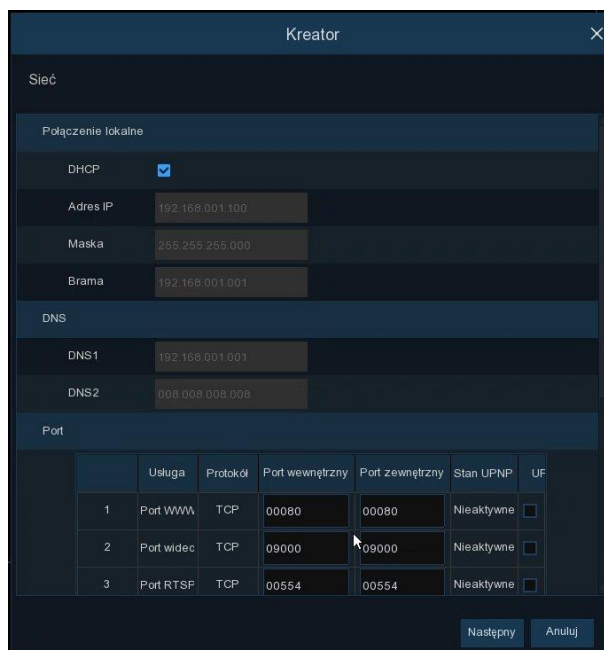 Kreator
Sieć
Połączenie lokalne
DHCP
Adres IP 192.168.001.100
Maska 255.255.255.000
Brama 192.168.001.001
DNS
DNS1 192.168.001.001
DNS2 008.008.008.008
Port
Usługa Protokół Port wewnętrzny Port zewnętrzny Stan UPNP UF
1 Port WWW TCP 00080 00080 Nieaktywne
2 Port widec TCP 09000 09000 Nieaktywne
3 Port RTSP TCP 00554 00554 Nieaktywne
Następny Anuluj